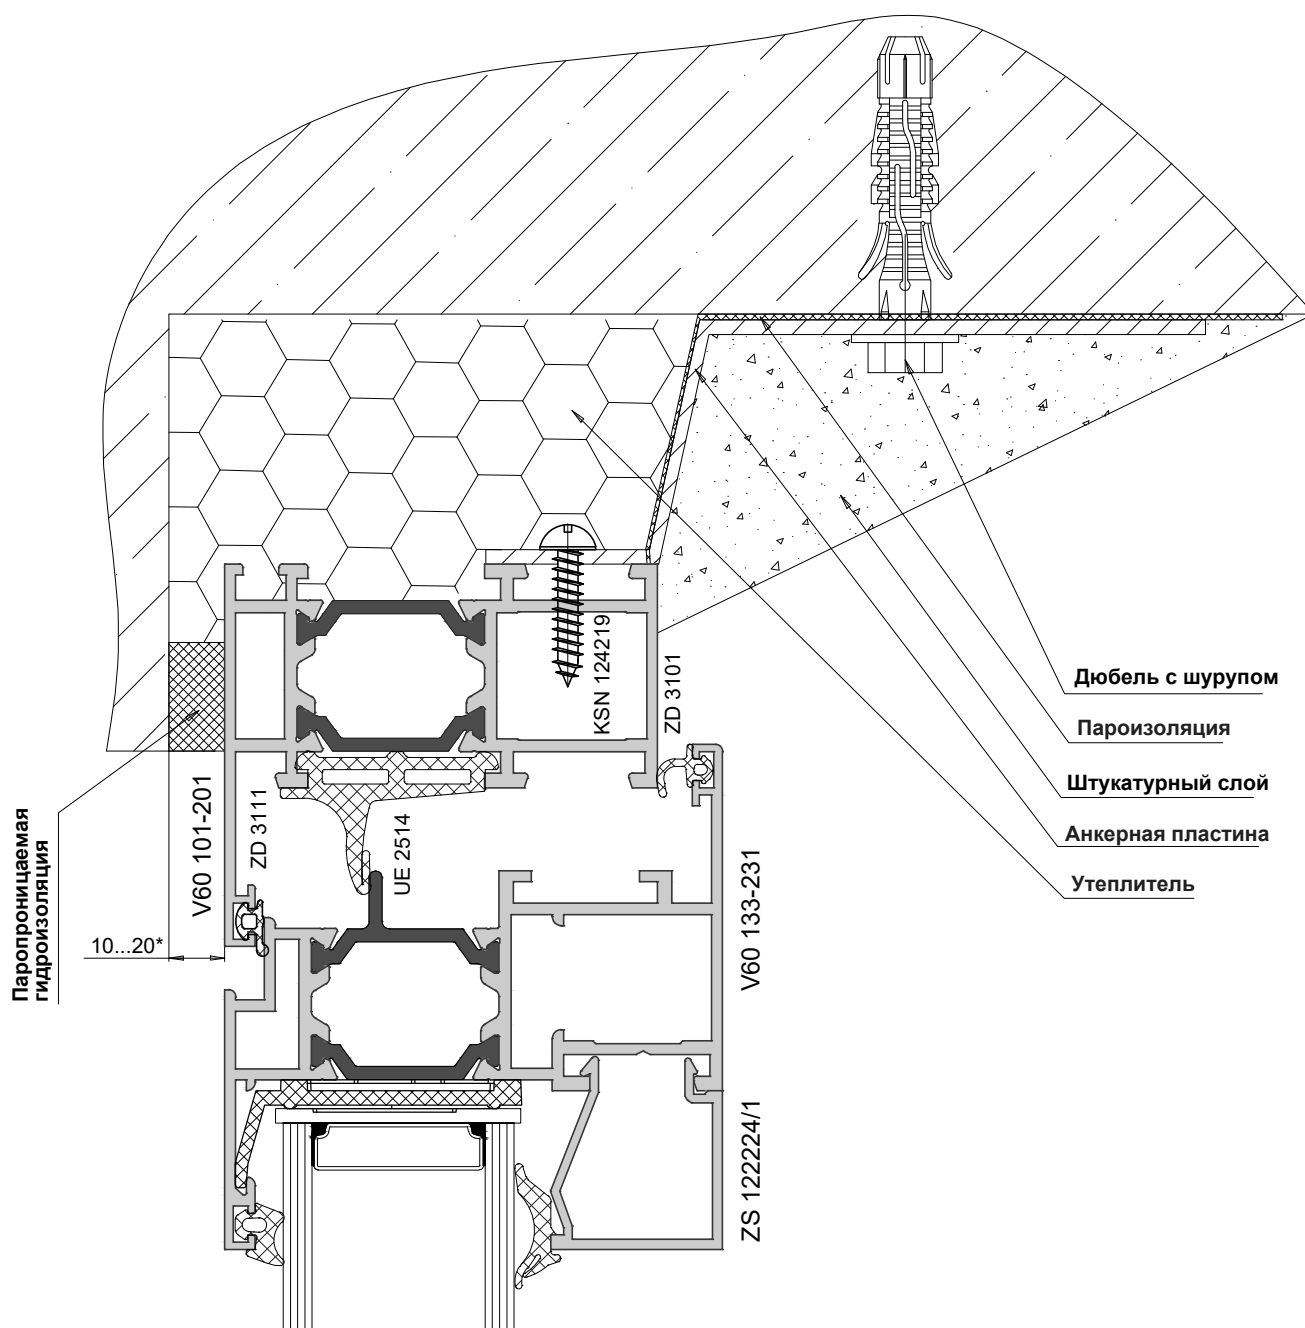 KSN 124219
ZD 3101
Дюбель с шурупом
Пароизоляция
Штукатурный слой
Анкерная пластина
Утеплитель
V60 101-201
ZD 3111
UE 2514
V60 133-231
10...20*
Паропроницаемая
гидроизоляция
ZS 122224/1